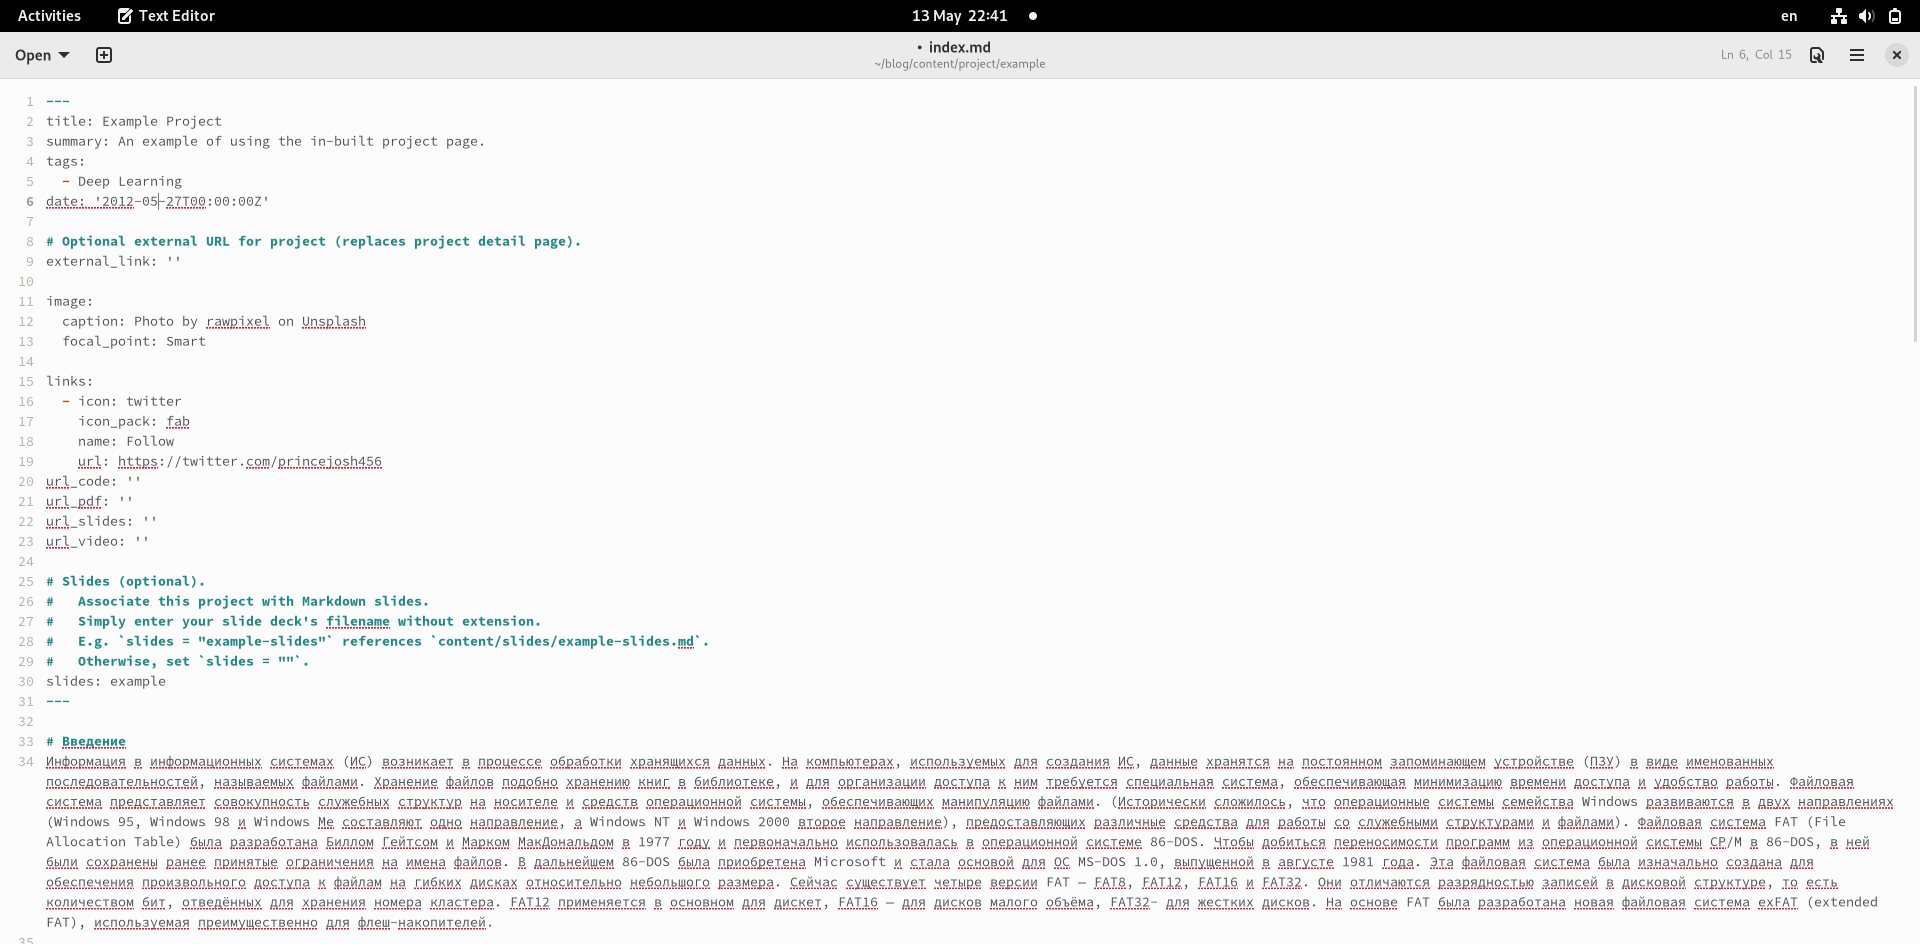 Activities Text Editor 13 May 22:41 en
Open • index.md Ln 6, Col 15
~/blog/content/project/example
1 ---
2 title: Example Project
3 summary: An example of using the in-built project page.
4 tags:
5 - Deep Learning
6 date: '2012-05-27T00:00:00Z'
7
8 # Optional external URL for project (replaces project detail page).
9 external_link: ''
10
11 image:
12 caption: Photo by rawpixel on Unsplash
13 focal_point: Smart
14
15 links:
16 - icon: twitter
17 icon_pack: fab
18 name: Follow
19 url: https://twitter.com/princejosh456
20 url_code: ''
21 url_pdf: ''
22 url_slides: ''
23 url_video: ''
24
25 # Slides (optional).
26 # Associate this project with Markdown slides.
27 # Simply enter your slide deck's filename without extension.
28 # E.g. `slides = "example-slides"` references `content/slides/example-slides.md`.
29 # Otherwise, set `slides = ""`.
30 slides: example
31 ---
32
33 # Введение
34 Информация в информационных системах (ИС) возникает в процессе обработки хранящихся данных. На компьютерах, используемых для создания ИС, данные хранятся на постоянном запоминающем устройстве (ПЗУ) в виде именованных
последовательностей, называемых файлами. Хранение файлов подобно хранению книг в библиотеке, и для организации доступа к ним требуется специальная система, обеспечивающая минимизацию времени доступа и удобство работы. Файловая
система представляет совокупность служебных структур на носителе и средств операционной системы, обеспечивающих манипуляцию файлами. (Исторически сложилось, что операционные системы семейства Windows развиваются в двух направлениях
(Windows 95, Windows 98 и Windows Me составляют одно направление, а Windows NT и Windows 2000 второе направление), предоставляющих различные средства для работы со служебными структурами и файлами). Файловая система FAT (File
Allocation Table) была разработана Биллом Гейтсом и Марком МакДональдом в 1977 году и первоначально использовалась в операционной системе 86-DOS. Чтобы добиться переносимости программ из операционной системы CP/M в 86-DOS, в ней
были сохранены ранее принятые ограничения на имена файлов. В дальнейшем 86-DOS была приобретена Microsoft и стала основой для ОС MS-DOS 1.0, выпущенной в августе 1981 года. Эта файловая система была изначально создана для
обеспечения произвольного доступа к файлам на гибких дисках относительно небольшого размера. Сейчас существует четыре версии FAT — FAT8, FAT12, FAT16 и FAT32. Они отличаются разрядностью записей в дисковой структуре, то есть
количеством бит, отведённых для хранения номера кластера. FAT12 применяется в основном для дискет, FAT16 — для дисков малого объёма, FAT32- для жестких дисков. На основе FAT была разработана новая файловая система exFAT (extended
FAT), используемая преимущественно для флеш-накопителей.
35